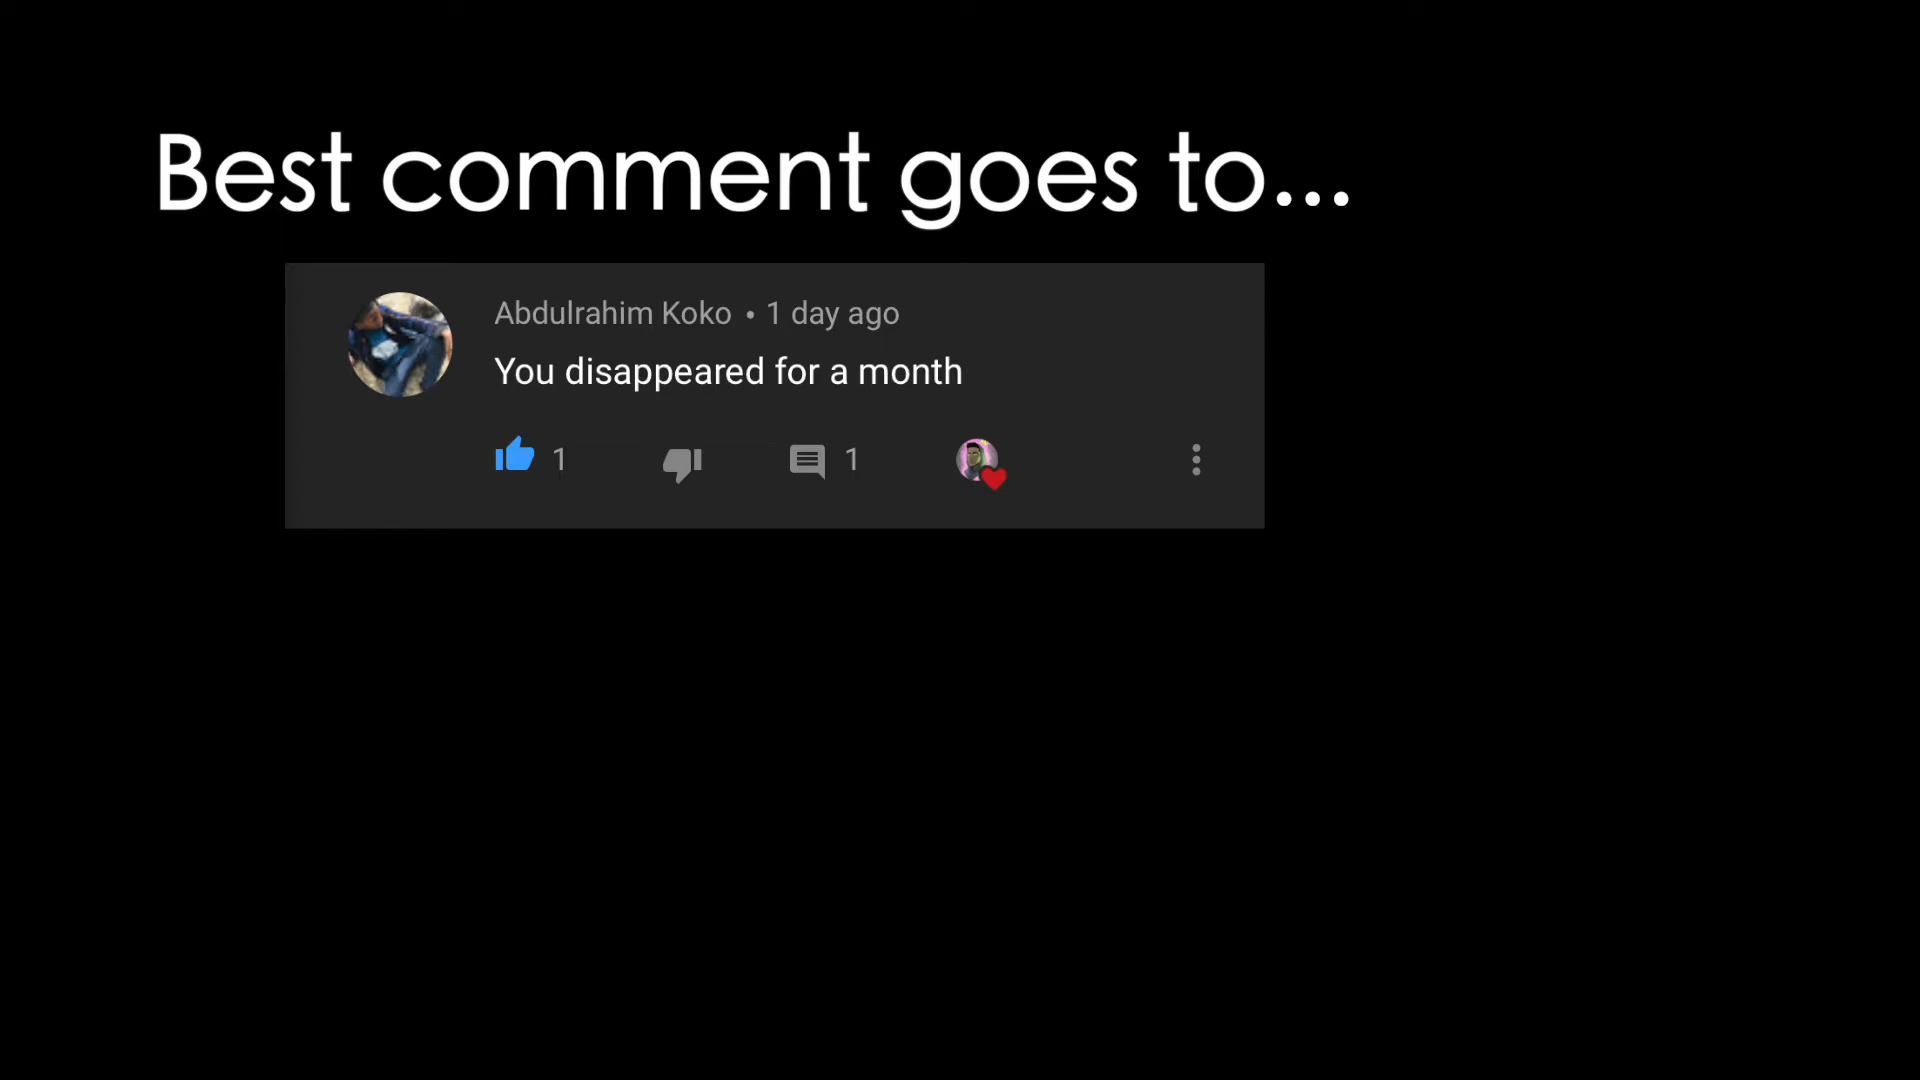 Best comment goes to...
Abdulrahim Koko • 1 day ago
You disappeared for a month
1 1